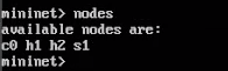 mininet> nodes
available nodes are:
c0 h1 h2 s1
mininet>